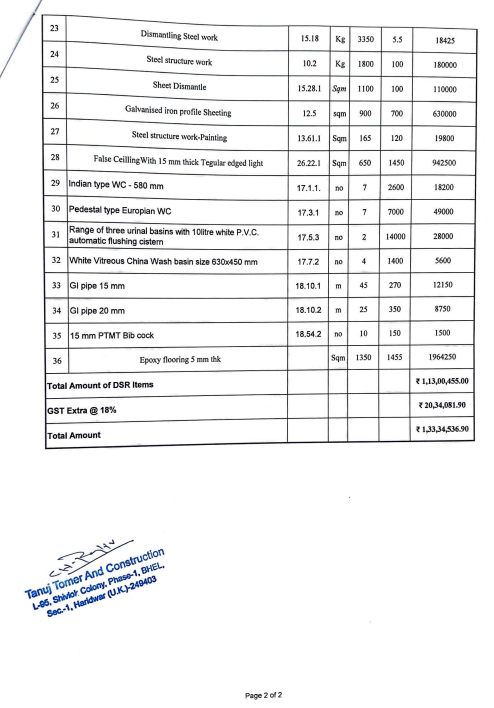 23 Dismantling Steel work 15.18 Kg 3350 5.5 18425
24 Steel structure work 10.2 Kg 1800 100 180000
25 Sheet Dismantle 15.28.1 Sqm 1100 100 110000
26 Galvanised iron profile Sheeting 12.5 sqm 900 700 630000
27 Steel structure work-Painting 13.61.1 Sqm 165 120 19800
28 False CeillingWith 15 mm thick Tegular edged light 26.22.1 Sqm 650 1450 942500
29 Indian type WC - 580 mm 17.1.1. no 7 2600 18200
30 Pedestal type Europian WC 17.3.1 no 7 7000 49000
31 Range of three urinal basins with 10litre white P.V.C.
automatic flushing cistern 17.5.3 no 2 14000 28000
32 White Vitreous China Wash basin size 630x450 mm 17.7.2 no 4 1400 5600
33 GI pipe 15 mm 18.10.1 m 45 270 12150
34 GI pipe 20 mm 18.10.2 m 25 350 8750
35 15 mm PTMT Bib cock 18.54.2 no 10 150 1500
36 Epoxy flooring 5 mm thk Sqm 1350 1455 1964250
Total Amount of DSR Items ₹ 1,13,00,455.00
GST Extra @ 18% ₹ 20,34,081.90
Total Amount ₹ 1,33,34,536.90
Tanuj Tomer And Construction
L-95, Shivlok Colony, Phase-1, BHEL,
Sec.-1, Haridwar (U.K.)-249403
Page 2 of 2